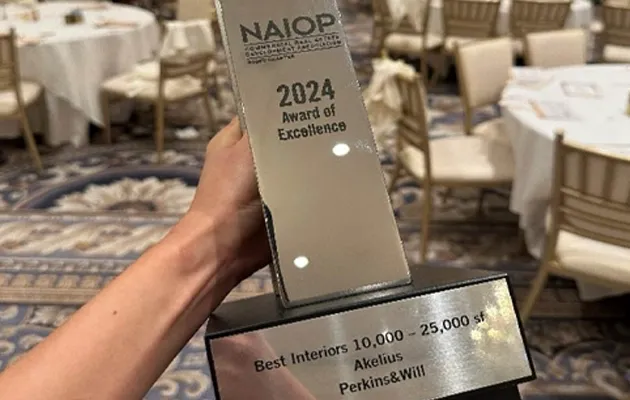 NAIOP
COMMERCIAL REAL ESTATE
DEVELOPMENT ASSOCIATION
2024
Award of
Excellence
Best Interiors 10,000 – 25,000 sf
Akelius
Perkins&Will